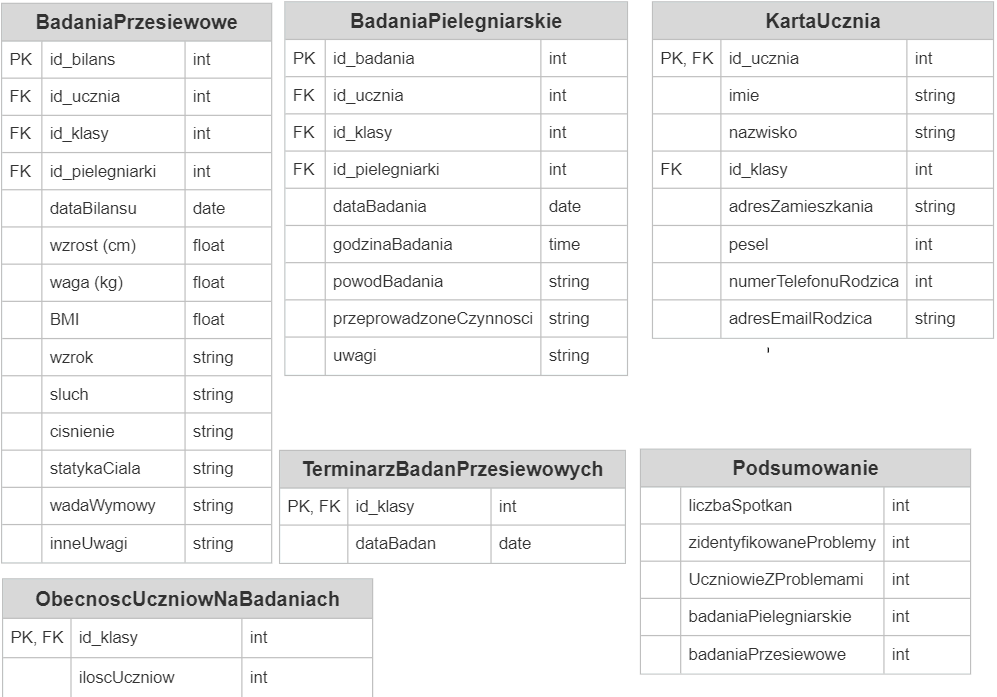 BadaniaPrzesiewowe
PK id_bilans int
FK id_ucznia int
FK id_klasy int
FK id_pielegniarki int
dataBilansu date
wzrost (cm) float
waga (kg) float
BMI float
wzrok string
sluch string
cisnienie string
statykaCiala string
wadaWymowy string
inneUwagi string
BadaniaPielegniarskie
PK id_badania int
FK id_ucznia int
FK id_klasy int
FK id_pielegniarki int
dataBadania date
godzinaBadania time
powodBadania string
przeprowadzoneCzynnosci string
uwagi string
KartaUcznia
PK, FK id_ucznia int
imie string
nazwisko string
FK id_klasy int
adresZamieszkania string
pesel int
numerTelefonuRodzica int
adresEmailRodzica string
TerminarzBadanPrzesiewowych
PK, FK id_klasy int
dataBadan date
Podsumowanie
liczbaSpotkan int
zidentyfikowaneProblemy int
UczniowieZProblemami int
badaniaPielegniarskie int
badaniaPrzesiewowe int
ObecnoscUczniowNaBadaniach
PK, FK id_klasy int
iloscUczniow int